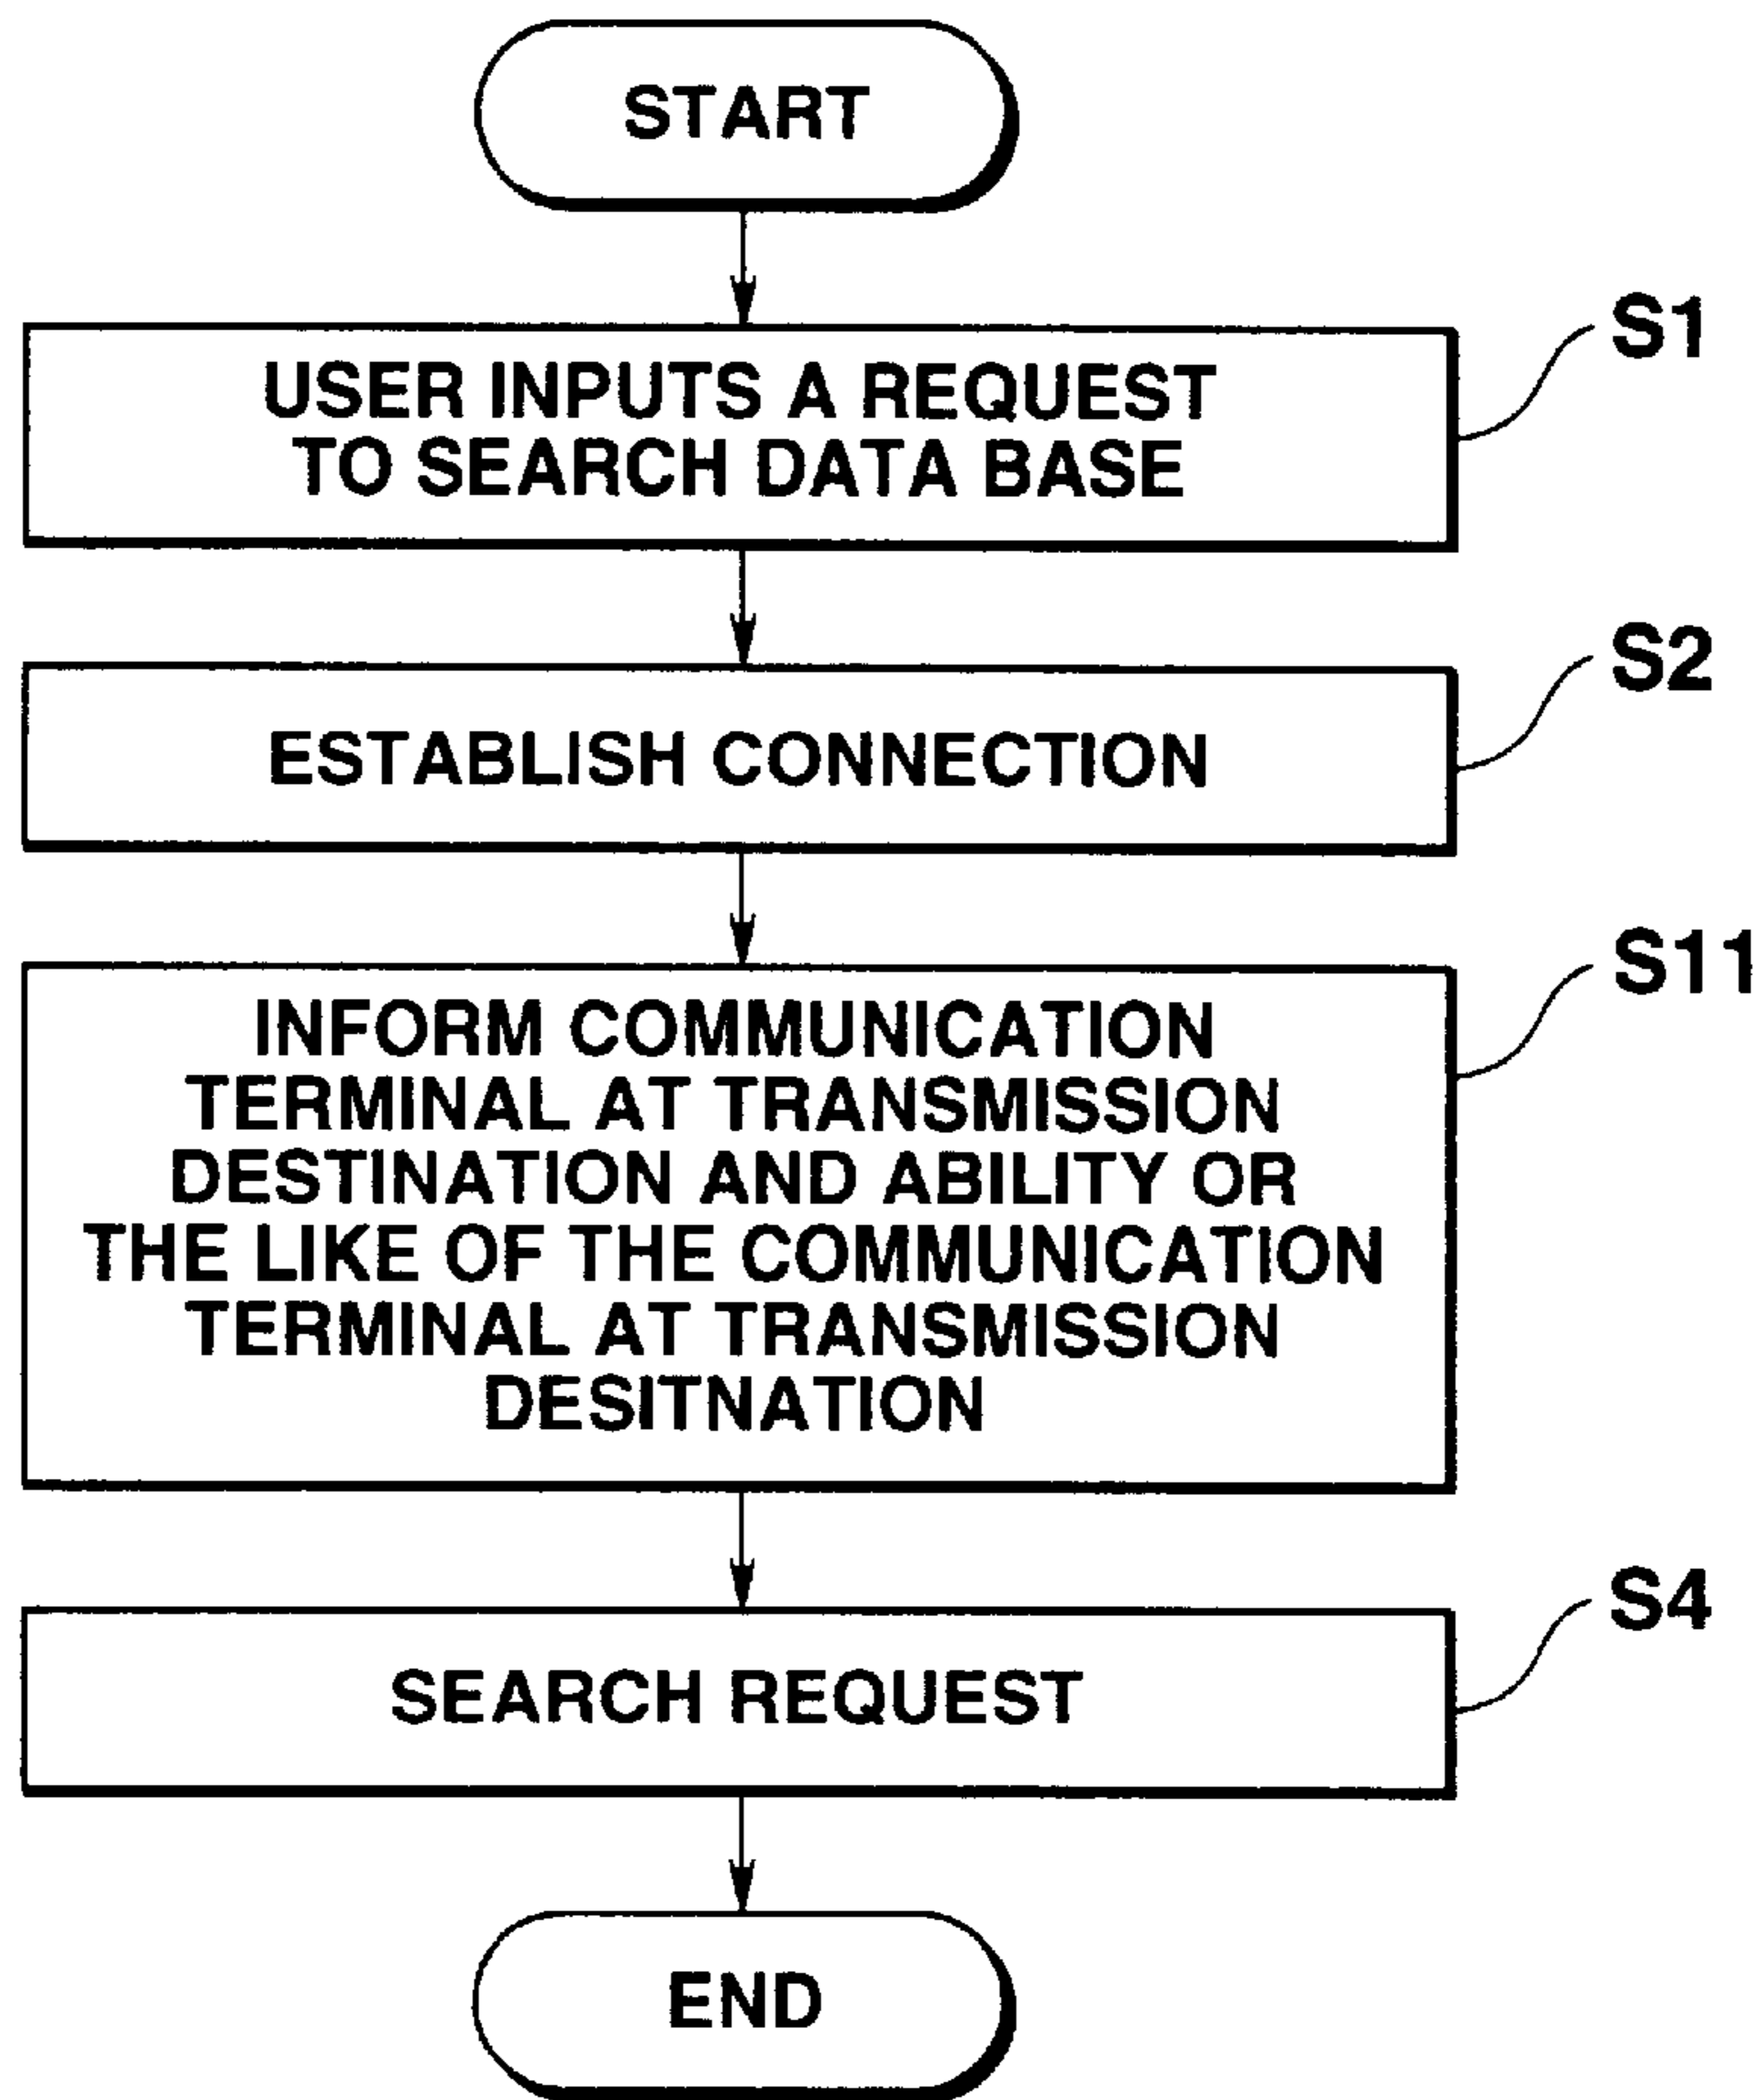 START
S1
USER INPUTS A REQUEST
TO SEARCH DATA BASE
S2
ESTABLISH CONNECTION
S11
INFORM COMMUNICATION
TERMINAL AT TRANSMISSION
DESTINATION AND ABILITY OR
THE LIKE OF THE COMMUNICATION
TERMINAL AT TRANSMISSION
DESITNATION
S4
SEARCH REQUEST
END